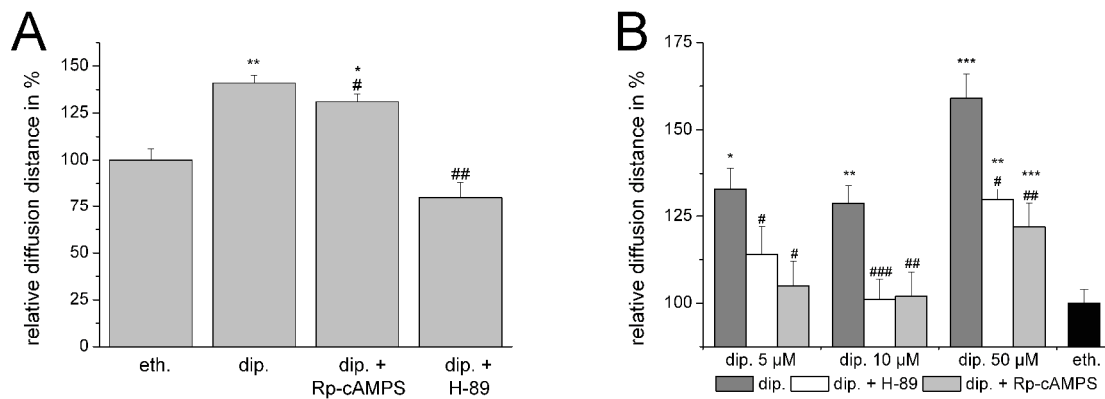 A
relative diffusion distance in %
150
125
100
75
50
25
0
**
*
#
##
eth.
dip.
dip. +
Rp-cAMPS
dip. +
H-89
B
relative diffusion distance in %
175
150
125
100
*
#
#
**
###
##
***
**
#
***
##
dip. 5 µM
dip. 10 µM
dip. 50 µM
eth.
dip.
dip. + H-89
dip. + Rp-cAMPS